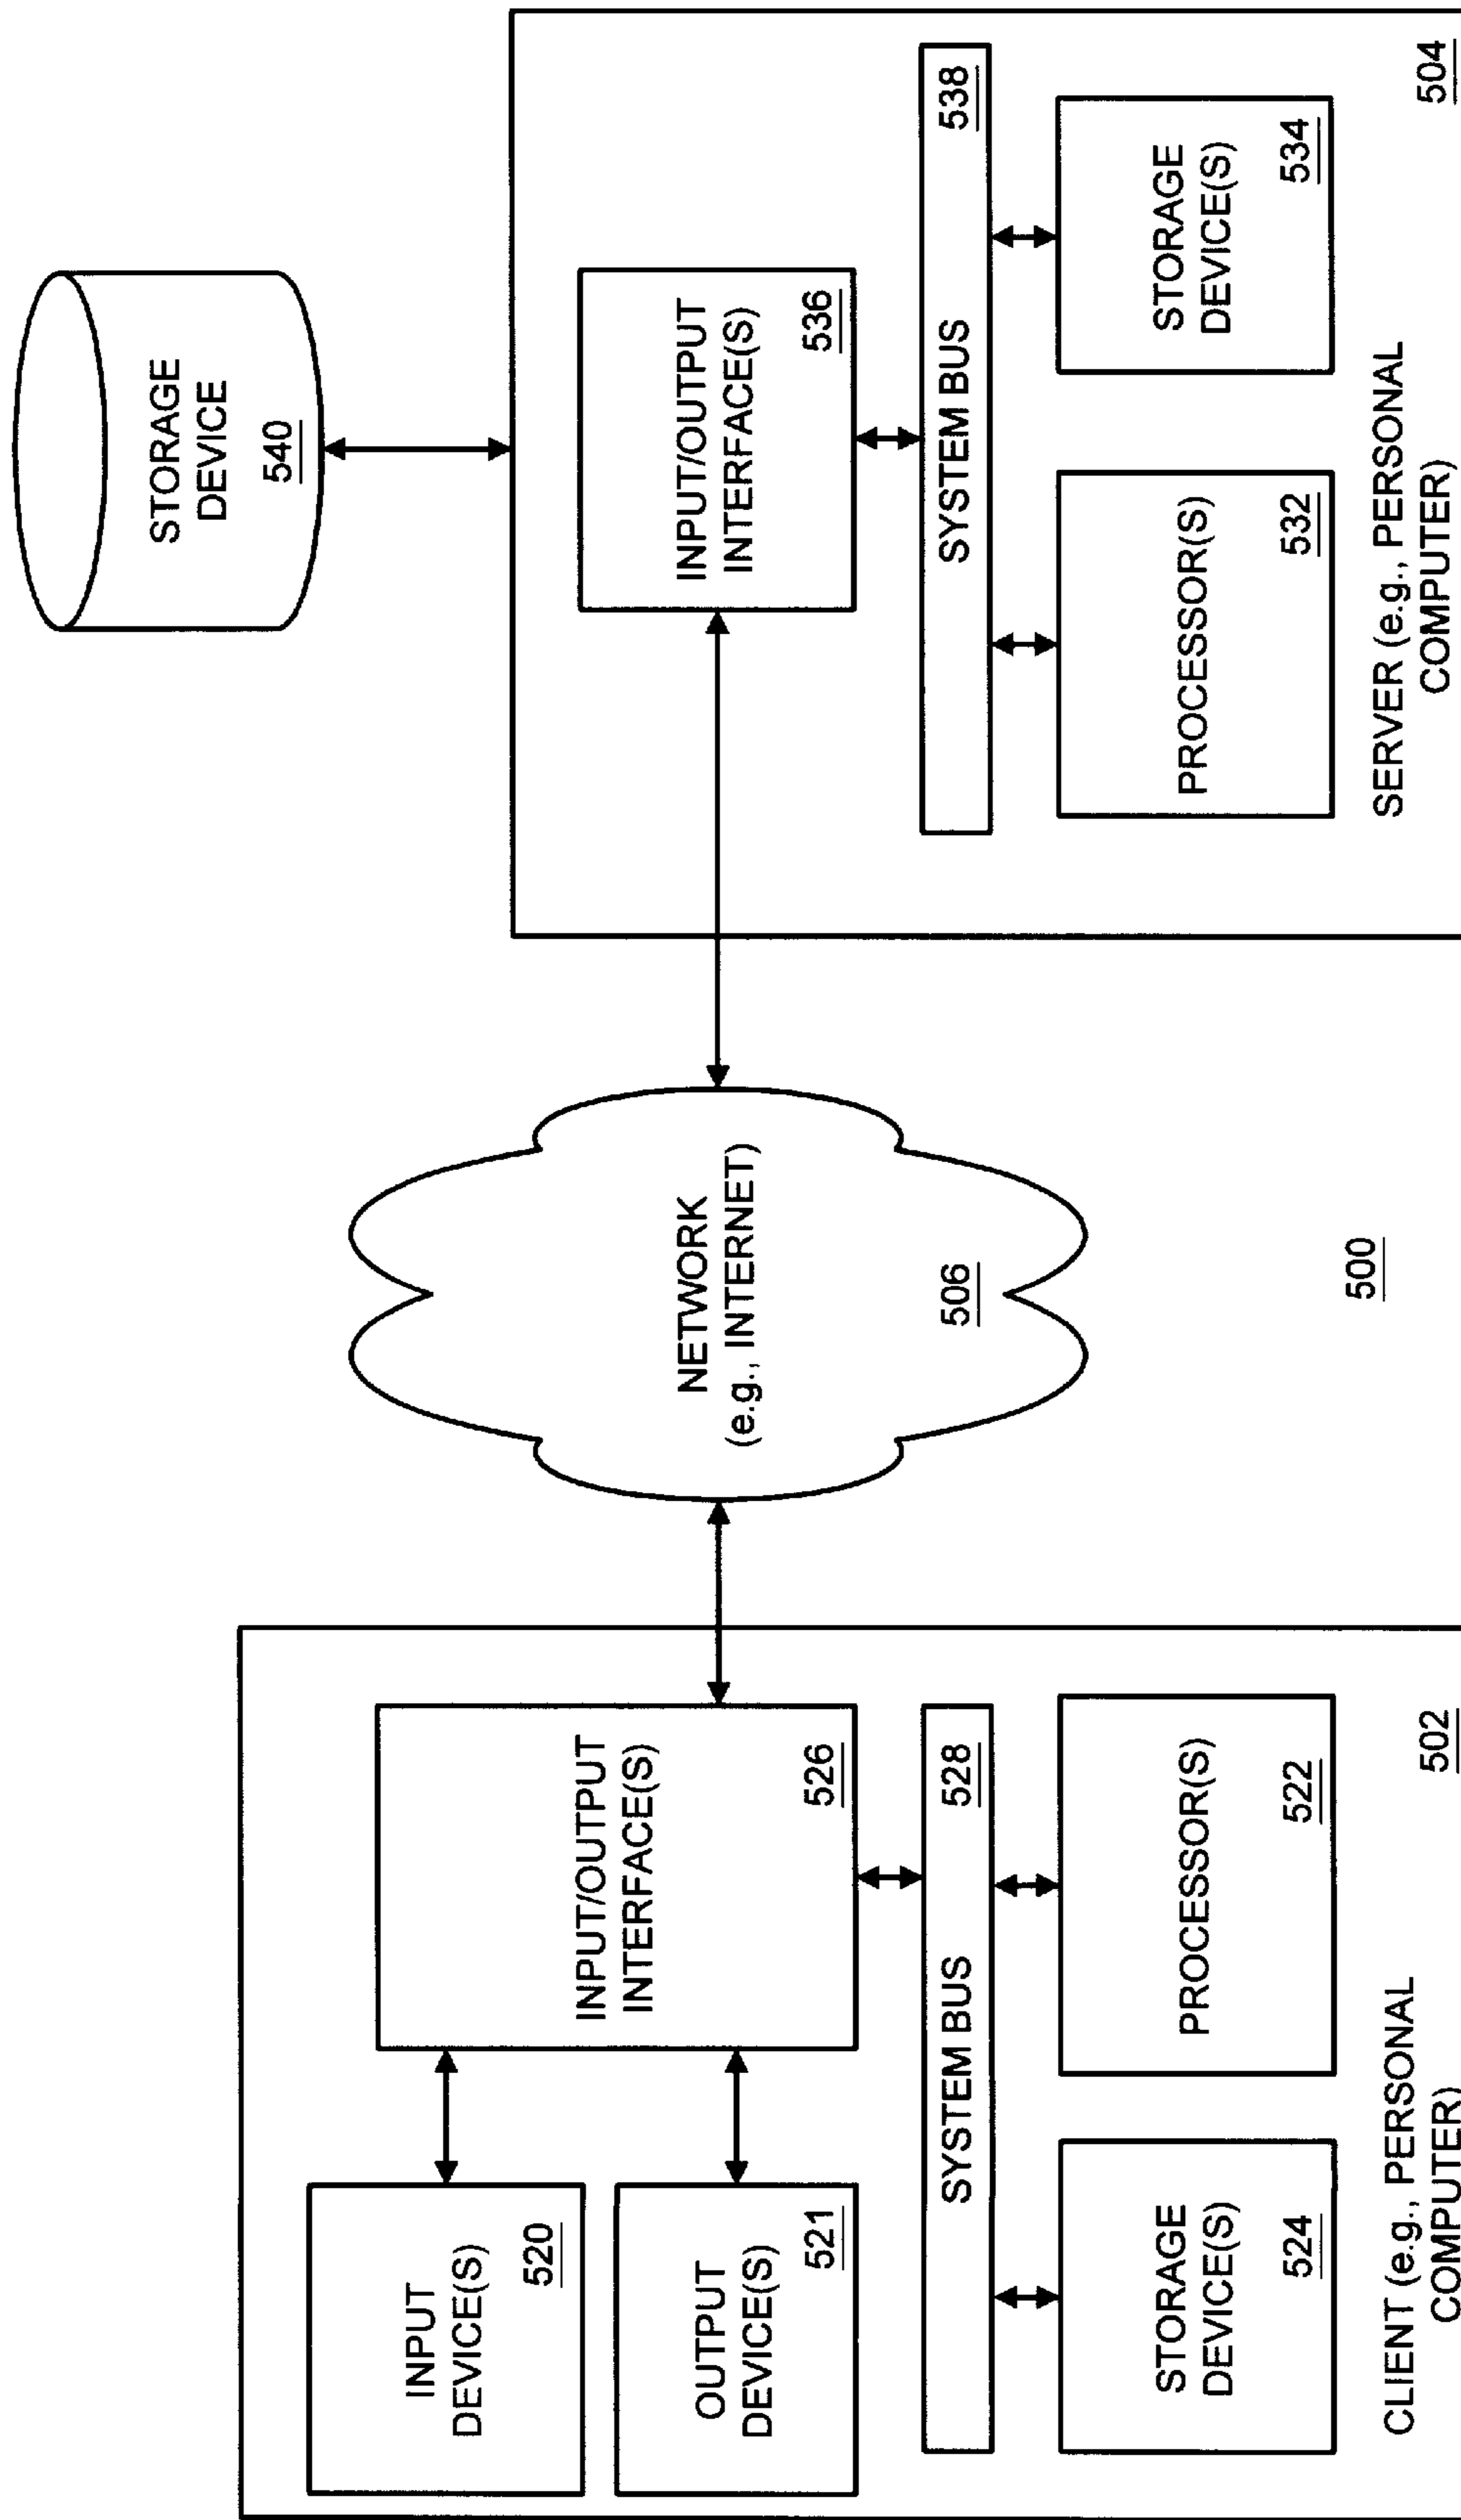 INPUT
DEVICE(S)
520
OUTPUT
DEVICE(S)
521
INPUT/OUTPUT
INTERFACE(S)
526
SYSTEM BUS
528
STORAGE
DEVICE(S)
524
PROCESSOR(S)
522
CLIENT (e.g., PERSONAL
COMPUTER)
502
NETWORK
(e.g., INTERNET)
506
500
STORAGE
DEVICE
540
INPUT/OUTPUT
INTERFACE(S)
536
SYSTEM BUS
538
PROCESSOR(S)
532
STORAGE
DEVICE(S)
534
SERVER (e.g., PERSONAL
COMPUTER)
504